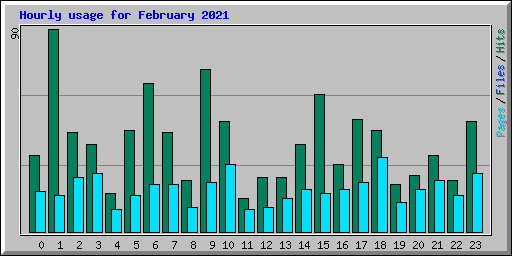 Hourly usage for February 2021
90
Pages/Files/Hits
0 1 2 3 4 5 6 7 8 9 10 11 12 13 14 15 16 17 18 19 20 21 22 23